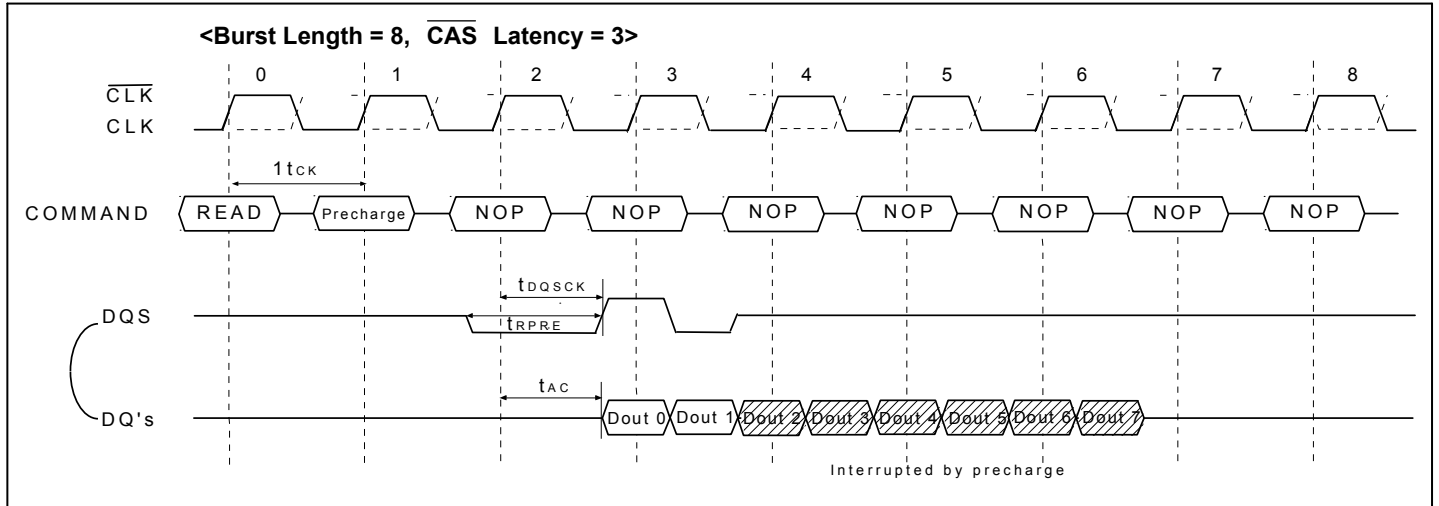 <Burst Length = 8, CAS Latency = 3>
0 1 2 3 4 5 6 7 8
CLK
CLK
1tCK
COMMAND READ Precharge NOP NOP NOP NOP NOP NOP NOP
tDQSCK
DQS
tRPRE
tAC
DQ's Dout 0 Dout 1 Dout 2 Dout 3 Dout 4 Dout 5 Dout 6 Dout 7
Interrupted by precharge